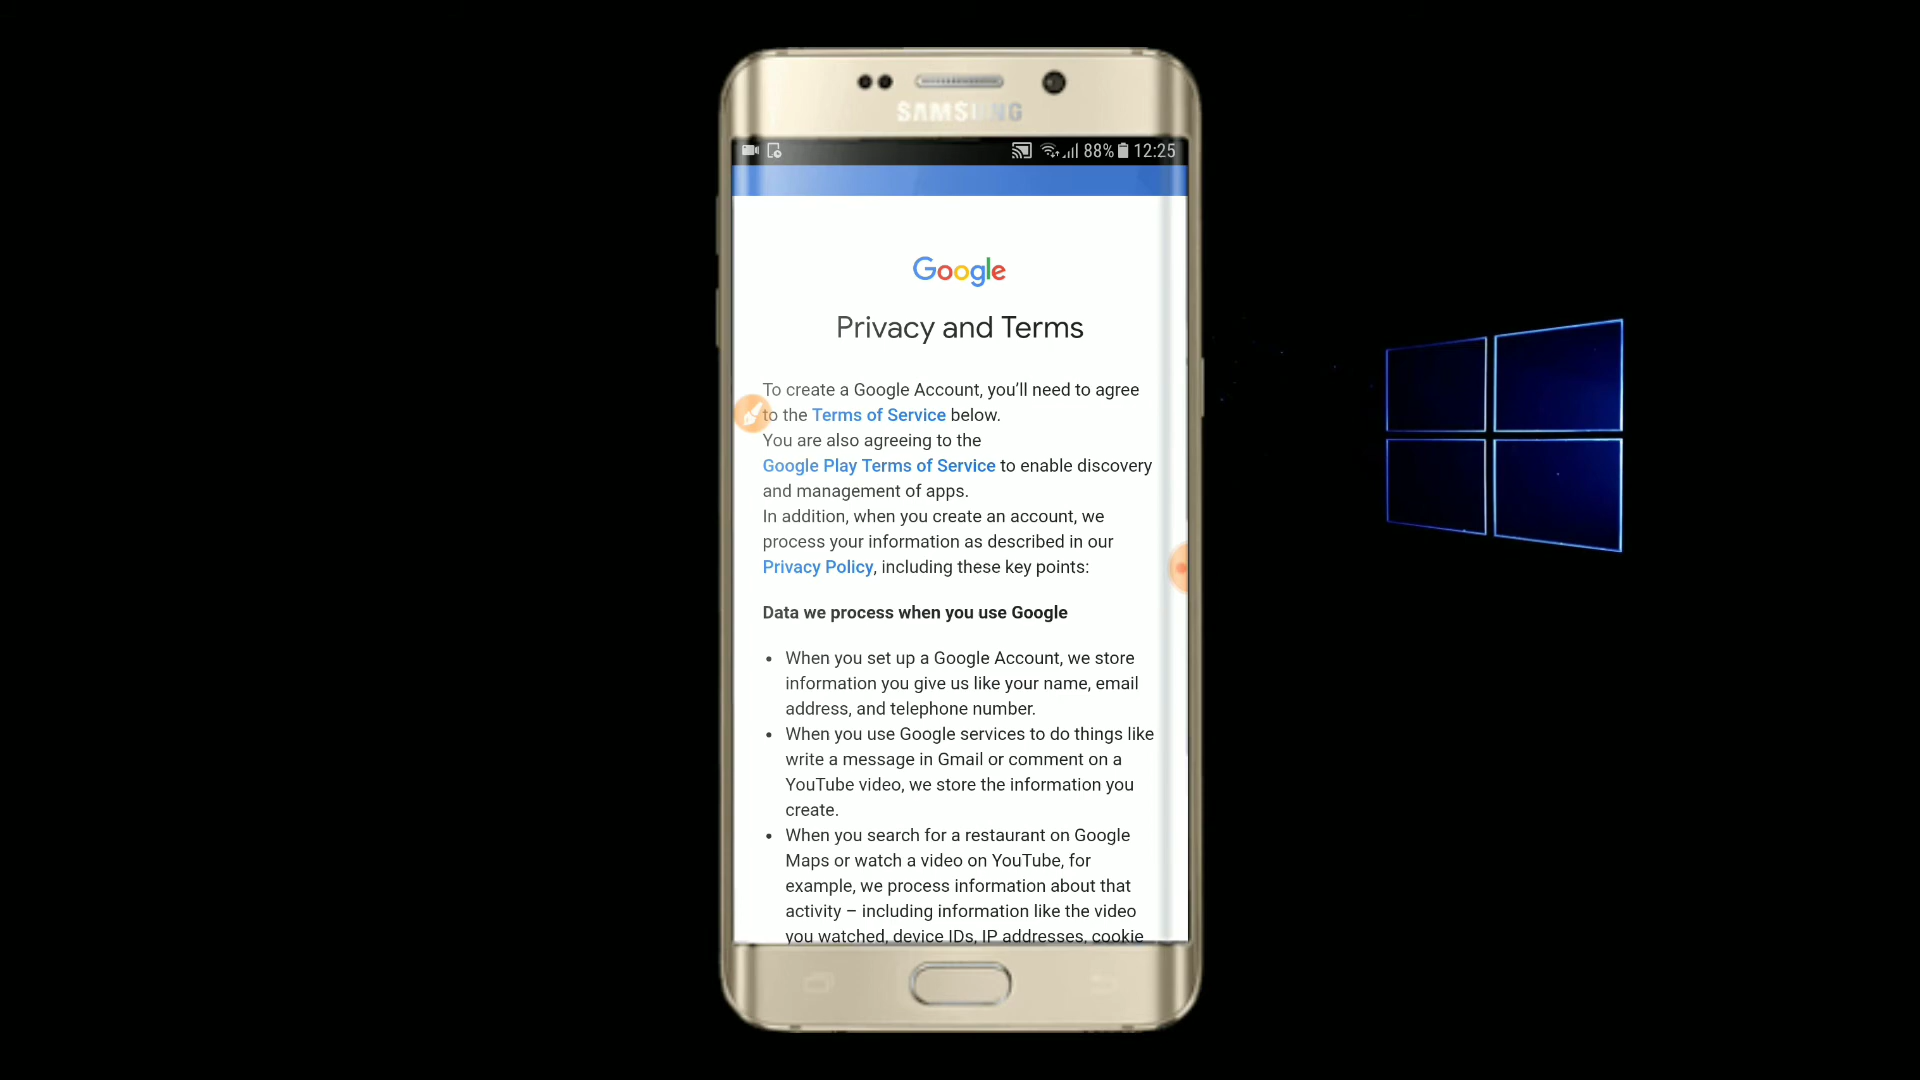 SAMSUNG
88% 12:25
Google
Privacy and Terms
To create a Google Account, you’ll need to agree
to the Terms of Service below.
You are also agreeing to the
Google Play Terms of Service to enable discovery
and management of apps.
In addition, when you create an account, we
process your information as described in our
Privacy Policy, including these key points:
Data we process when you use Google
• When you set up a Google Account, we store
information you give us like your name, email
address, and telephone number.
• When you use Google services to do things like
write a message in Gmail or comment on a
YouTube video, we store the information you
create.
• When you search for a restaurant on Google
Maps or watch a video on YouTube, for
example, we process information about that
activity – including information like the video
you watched, device IDs, IP addresses, cookie